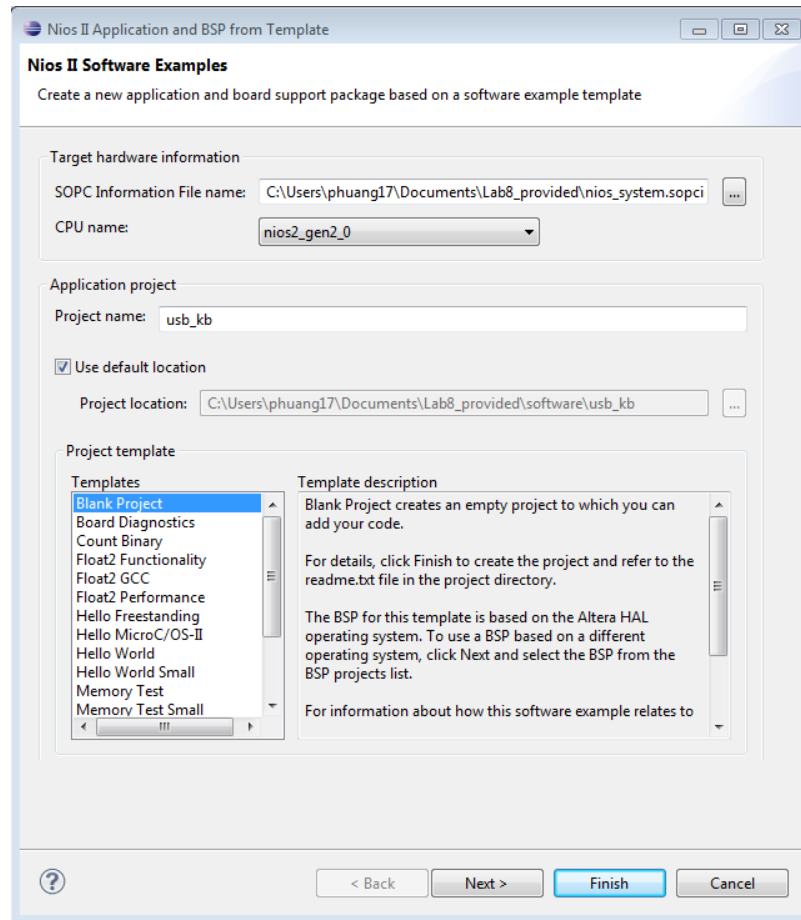 Nios II Application and BSP from Template
Nios II Software Examples
Create a new application and board support package based on a software example template
Target hardware information
SOPC Information File name: C:\Users\phuang17\Documents\Lab8_provided\nios_system.sopci ...
CPU name: nios2_gen2_0
Application project
Project name: usb_kb
Use default location
Project location: C:\Users\phuang17\Documents\Lab8_provided\software\usb_kb ...
Project template
Templates
Blank Project
Board Diagnostics
Count Binary
Float2 Functionality
Float2 GCC
Float2 Performance
Hello Freestanding
Hello MicroC/OS-II
Hello World
Hello World Small
Memory Test
Memory Test Small
Template description
Blank Project creates an empty project to which you can
add your code.
For details, click Finish to create the project and refer to the
readme.txt file in the project directory.
The BSP for this template is based on the Altera HAL
operating system. To use a BSP based on a different
operating system, click Next and select the BSP from the
BSP projects list.
For information about how this software example relates to
? < Back Next > Finish Cancel